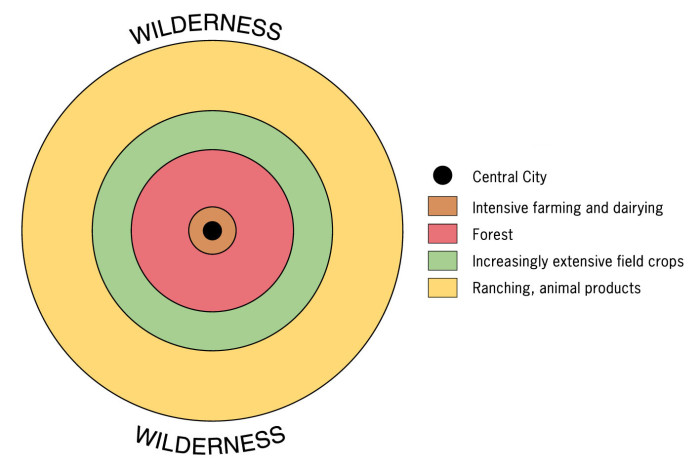 WILDERNESS
Central City
Intensive farming and dairying
Forest
Increasingly extensive field crops
Ranching, animal products
WILDERNESS